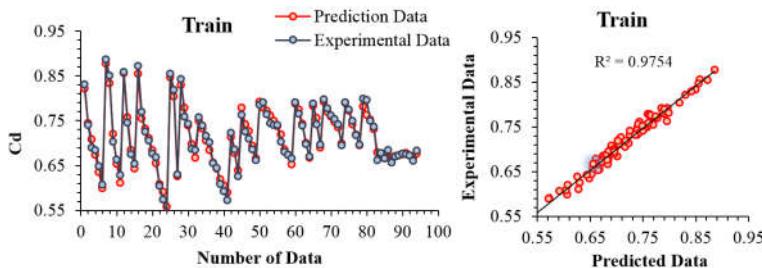 Train
Prediction Data
Experimental Data
0.95
0.85
0.75
0.65
0.55
Cd
0 10 20 30 40 50 60 70 80 90 100
Number of Data
Train
R² = 0.9754
0.95
0.85
0.75
0.65
0.55
Experimental Data
0.55 0.65 0.75 0.85 0.95
Predicted Data